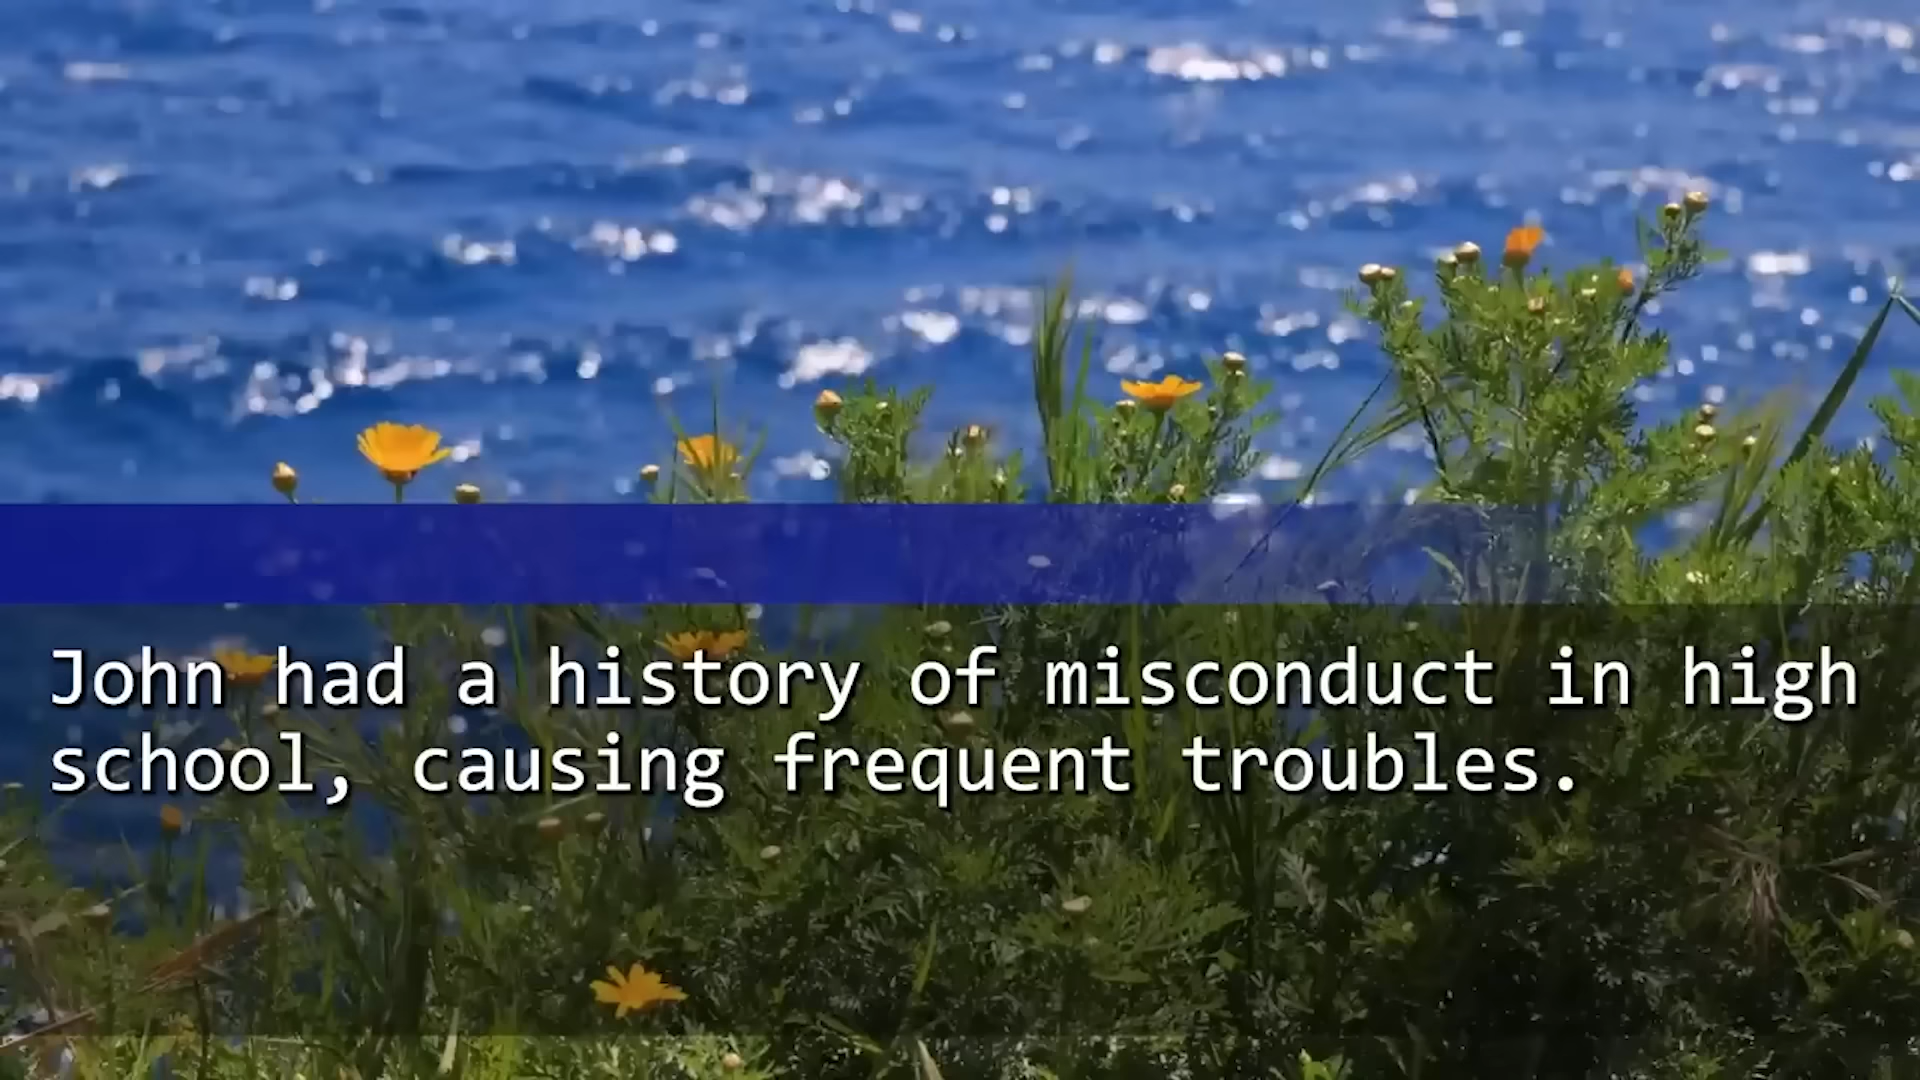 John had a history of misconduct in high
school, causing frequent troubles.